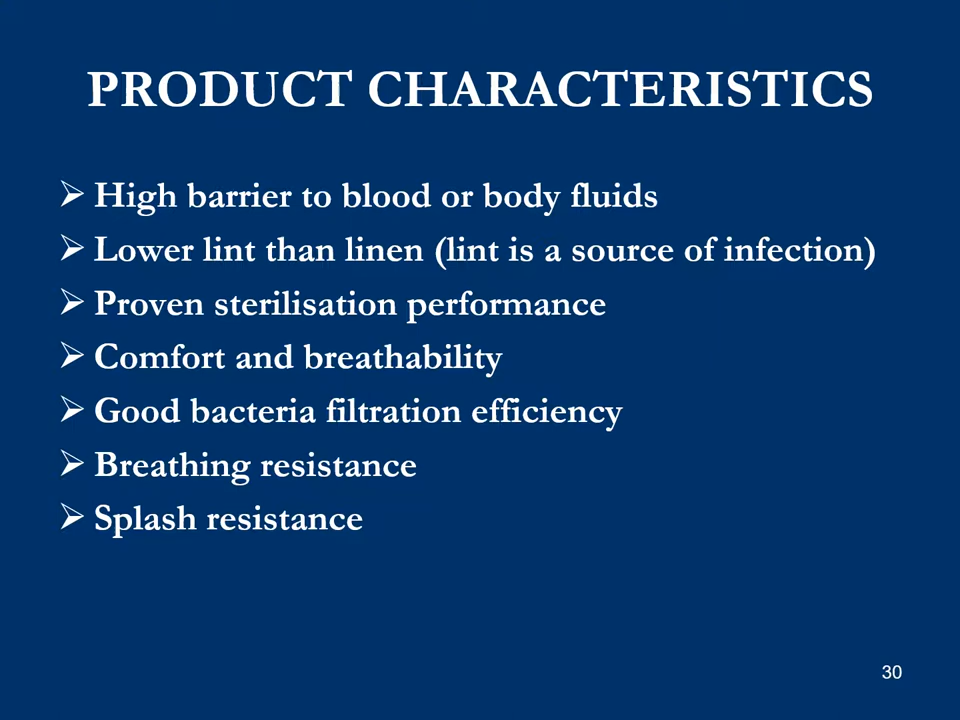 PRODUCT CHARACTERISTICS
➢ High barrier to blood or body fluids
➢ Lower lint than linen (lint is a source of infection)
➢ Proven sterilisation performance
➢ Comfort and breathability
➢ Good bacteria filtration efficiency
➢ Breathing resistance
➢ Splash resistance
30